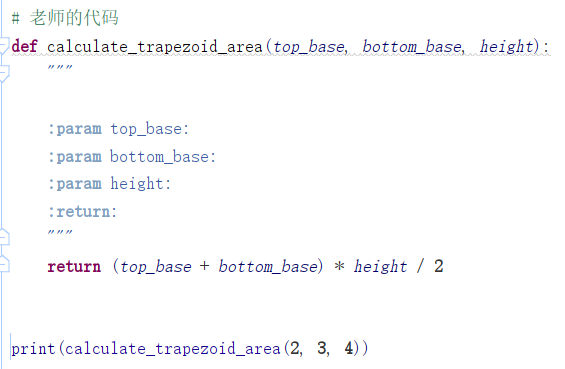 # 老师的代码
def calculate_trapezoid_area(top_base, bottom_base, height):
"""
:param top_base:
:param bottom_base:
:param height:
:return:
"""
return (top_base + bottom_base) * height / 2
print(calculate_trapezoid_area(2, 3, 4))